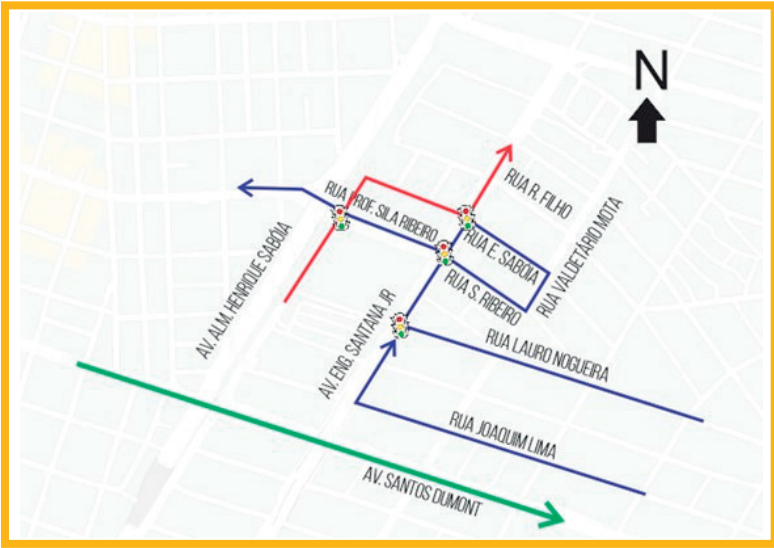 N
RUA R. FILHO
RUA PROF. SILA RIBEIRO
RUA E. SABÓIA
RUA VALDETÁRIO MOTA
AV. ALM. HENRIQUE SABÓIA
RUA S. RIBEIRO
AV. ENG. SANTANA JR
RUA LAURO NOGUEIRA
RUA JOAQUIM LIMA
AV. SANTOS DUMONT